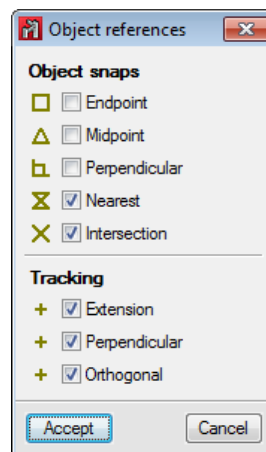 Object references
Object snaps
Endpoint
Midpoint
Perpendicular
Nearest
Intersection
Tracking
Extension
Perpendicular
Orthogonal
Accept Cancel